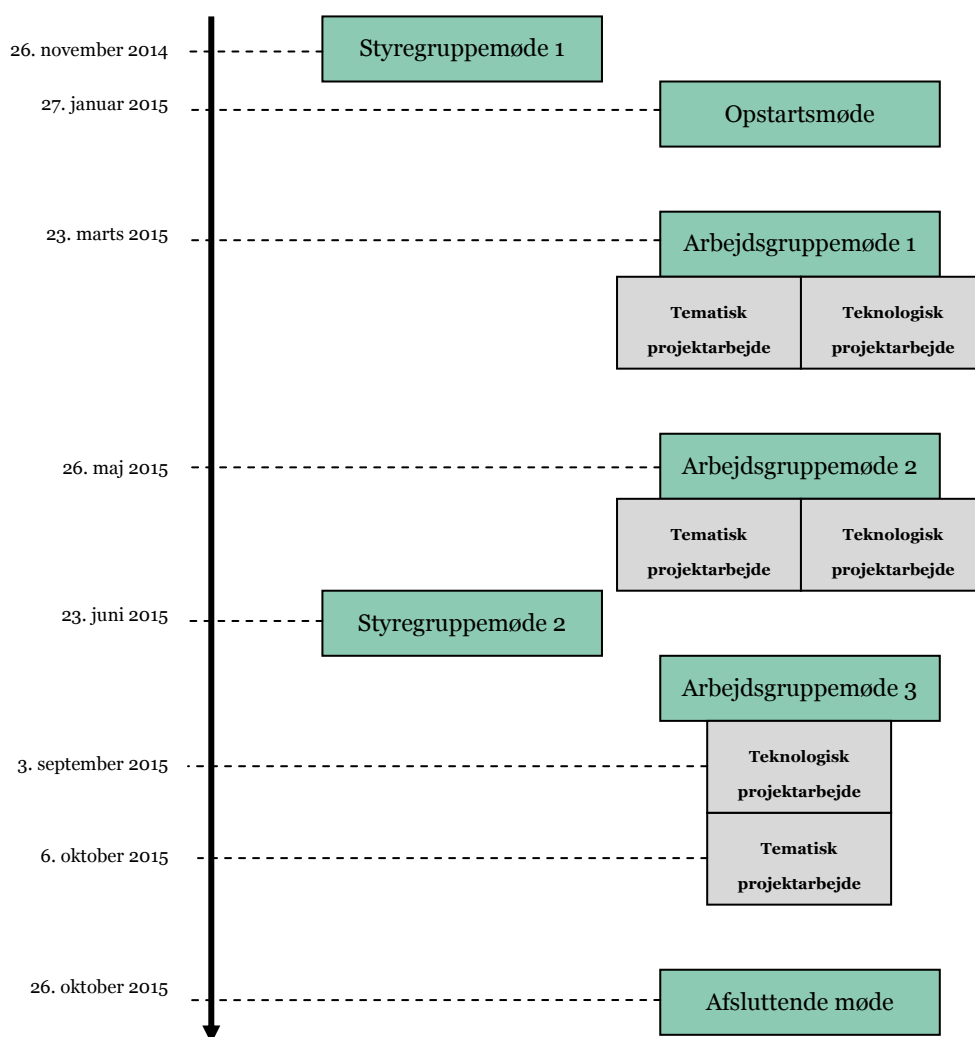 26. november 2014
Styregruppemøde 1
27. januar 2015
Opstartsmøde
23. marts 2015
Arbejdsgruppemøde 1
Tematisk
projektarbejde
Teknologisk
projektarbejde
26. maj 2015
Arbejdsgruppemøde 2
Tematisk
projektarbejde
Teknologisk
projektarbejde
23. juni 2015
Styregruppemøde 2
Arbejdsgruppemøde 3
3. september 2015
Teknologisk
projektarbejde
6. oktober 2015
Tematisk
projektarbejde
26. oktober 2015
Afsluttende møde